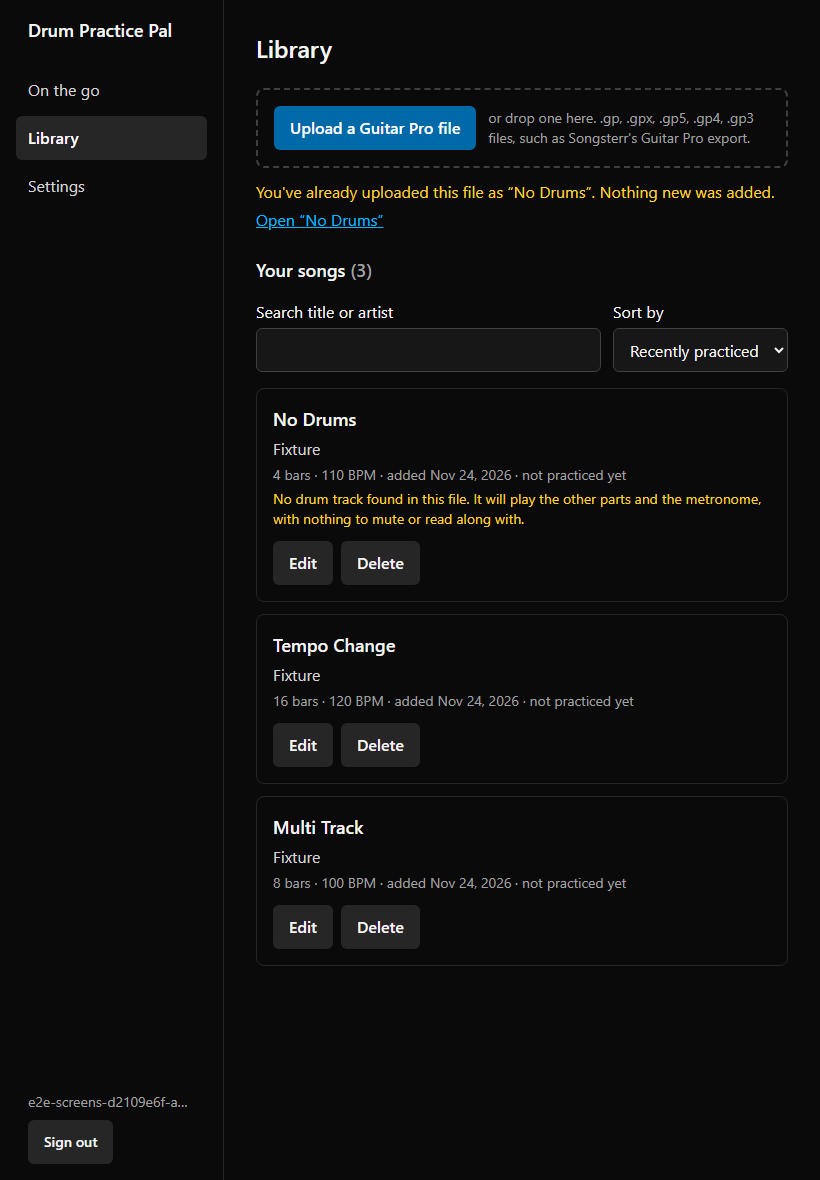 Drum Practice Pal
On the go
Library
Settings
e2e-screens-d2109e6f-a...
Sign out
Library
Upload a Guitar Pro file
or drop one here. .gp, .gpx, .gp5, .gp4, .gp3
files, such as Songsterr's Guitar Pro export.
You've already uploaded this file as “No Drums”. Nothing new was added.
Open “No Drums”
Your songs (3)
Search title or artist
Sort by
Recently practiced
No Drums
Fixture
4 bars · 110 BPM · added Nov 24, 2026 · not practiced yet
No drum track found in this file. It will play the other parts and the metronome,
with nothing to mute or read along with.
Edit
Delete
Tempo Change
Fixture
16 bars · 120 BPM · added Nov 24, 2026 · not practiced yet
Edit
Delete
Multi Track
Fixture
8 bars · 100 BPM · added Nov 24, 2026 · not practiced yet
Edit
Delete